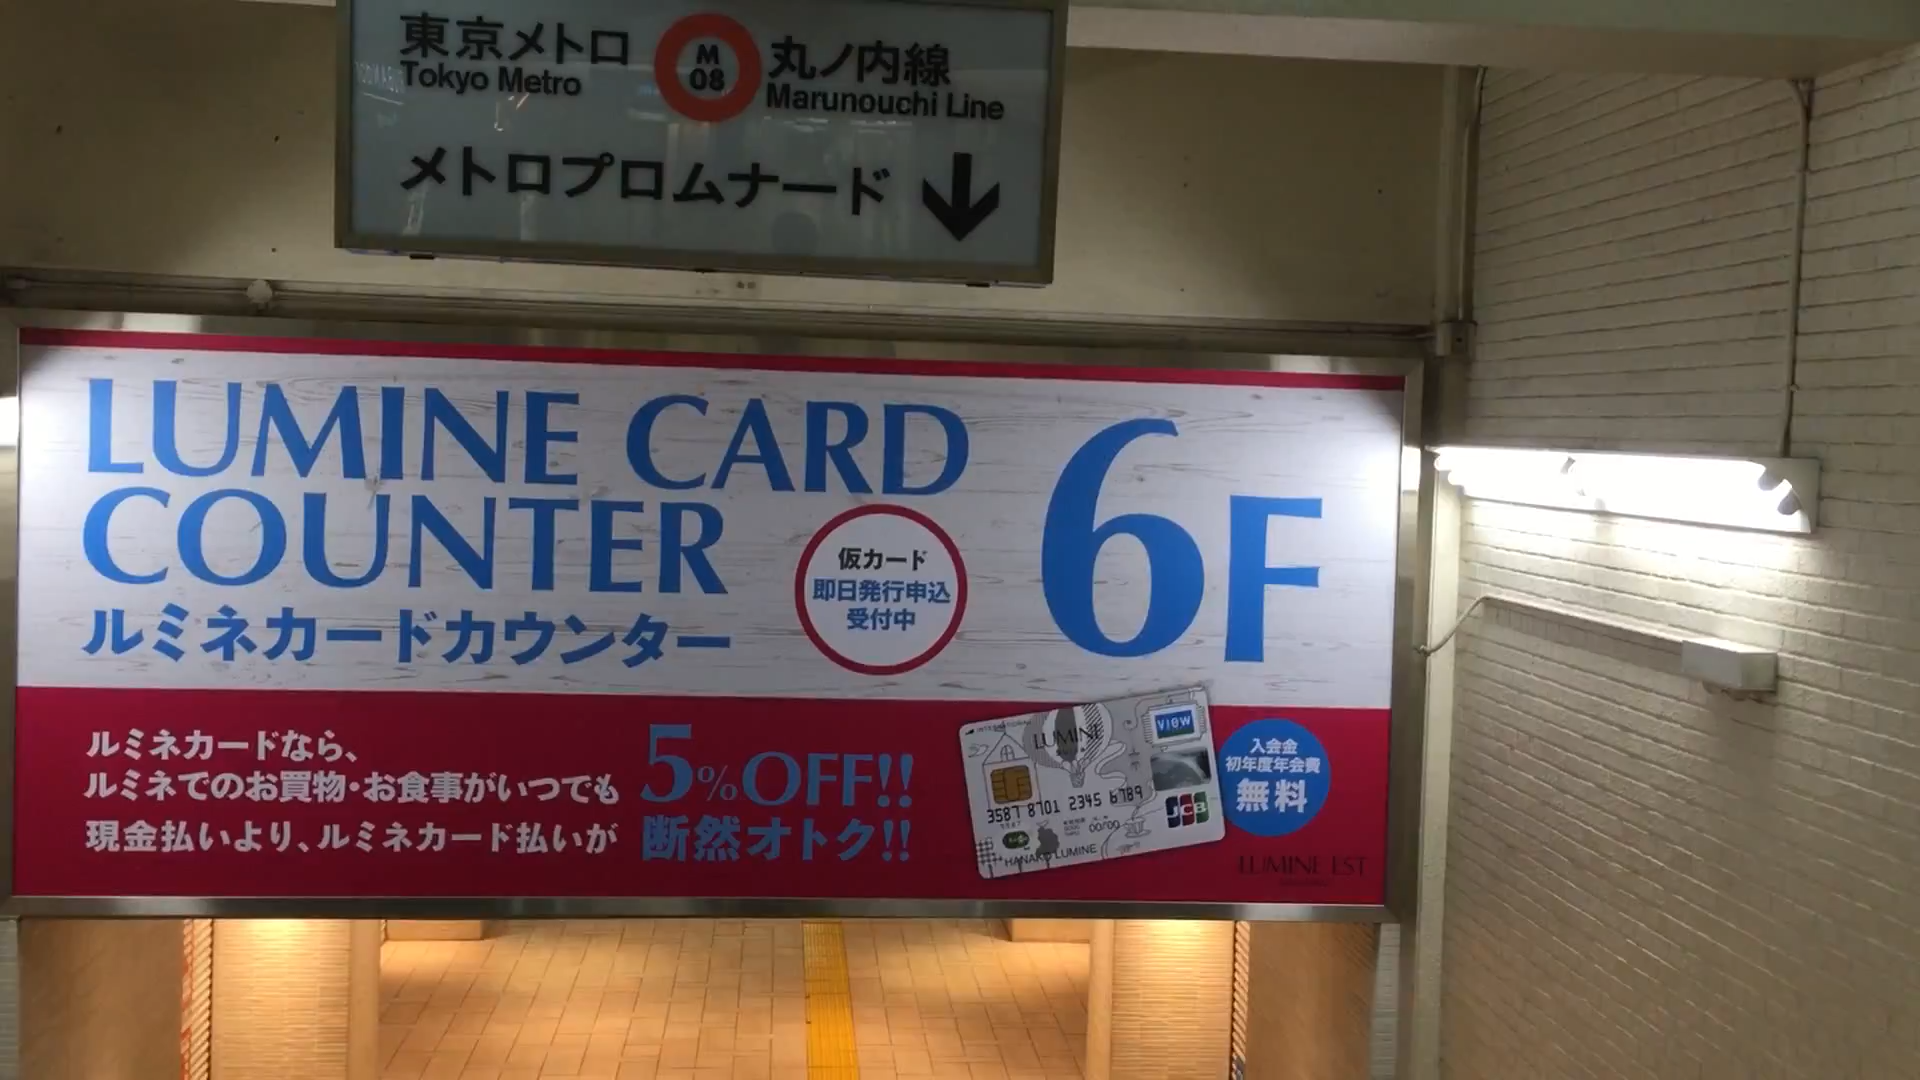 東京メトロ M 08 丸ノ内線
Tokyo Metro Marunouchi Line
メトロプロムナード ↓
LUMINE CARD
COUNTER
ルミネカードカウンター
仮カード
即日発行申込
受付中
6F
ルミネカードなら、
ルミネでのお買物・お食事がいつでも
5%OFF!!
現金払いより、ルミネカード払いが
断然オトク!!
LUMINE
VIEW
3587 8701 2345 6789
00/00
HANAKO LUMINE
JCB
入会金
初年度年会費
無料
LUMINE EST